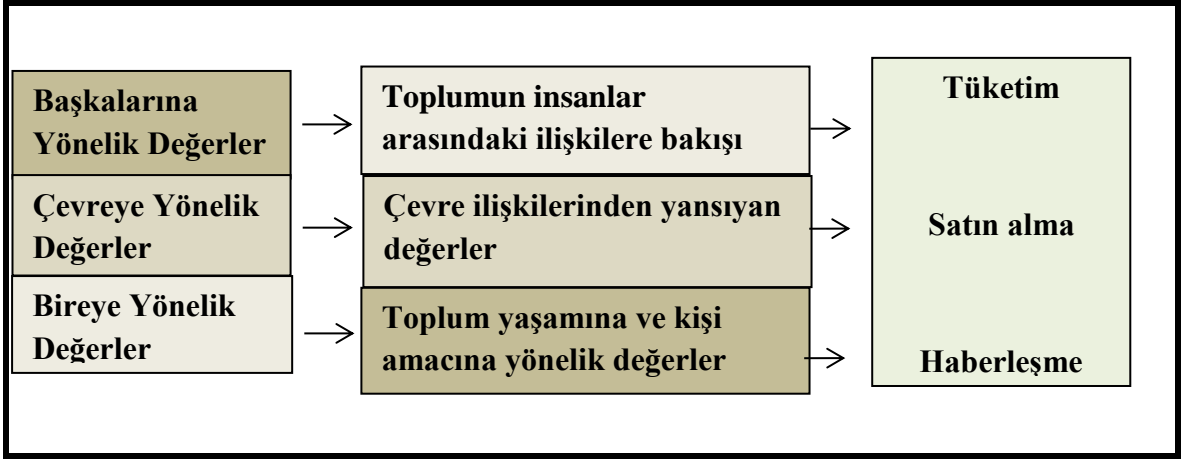 Başkalarına
Yönelik Değerler
Toplumun insanlar
arasındaki ilişkilere bakışı
Çevreye Yönelik
Değerler
Çevre ilişkilerinden yansıyan
değerler
Bireye Yönelik
Değerler
Toplum yaşamına ve kişi
amacına yönelik değerler
Tüketim
Satın alma
Haberleşme